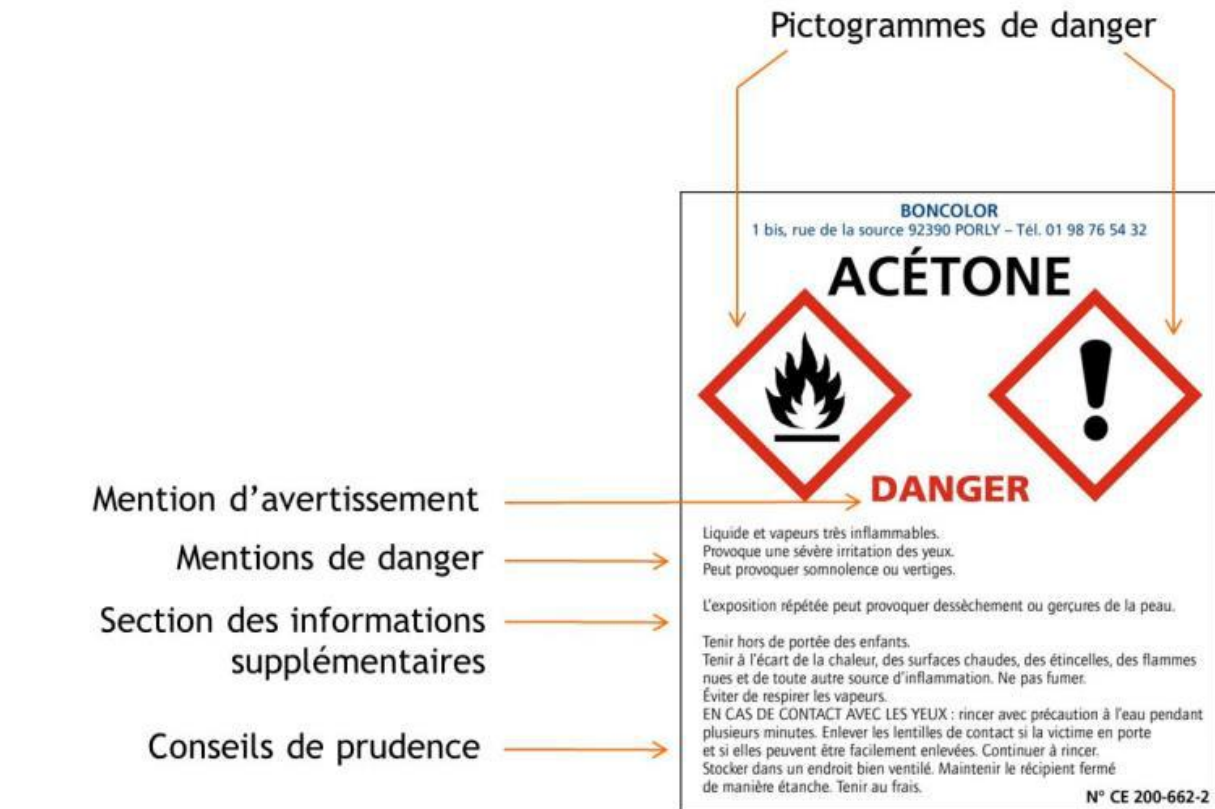 Pictogrammes de danger
BONCOLOR
1 bis, rue de la source 92390 PORLY – Tél. 01 98 76 54 32
ACÉTONE
Mention d'avertissement
DANGER
Mentions de danger
Liquide et vapeurs très inflammables.
Provoque une sévère irritation des yeux.
Peut provoquer somnolence ou vertiges.
Section des informations
supplémentaires
L'exposition répétée peut provoquer dessèchement ou gerçures de la peau.
Conseils de prudence
Tenir hors de portée des enfants.
Tenir à l'écart de la chaleur, des surfaces chaudes, des étincelles, des flammes
nues et de toute autre source d'inflammation. Ne pas fumer.
Éviter de respirer les vapeurs.
EN CAS DE CONTACT AVEC LES YEUX : rincer avec précaution à l'eau pendant
plusieurs minutes. Enlever les lentilles de contact si la victime en porte
et si elles peuvent être facilement enlevées. Continuer à rincer.
Stocker dans un endroit bien ventilé. Maintenir le récipient fermé
de manière étanche. Tenir au frais.
N° CE 200-662-2